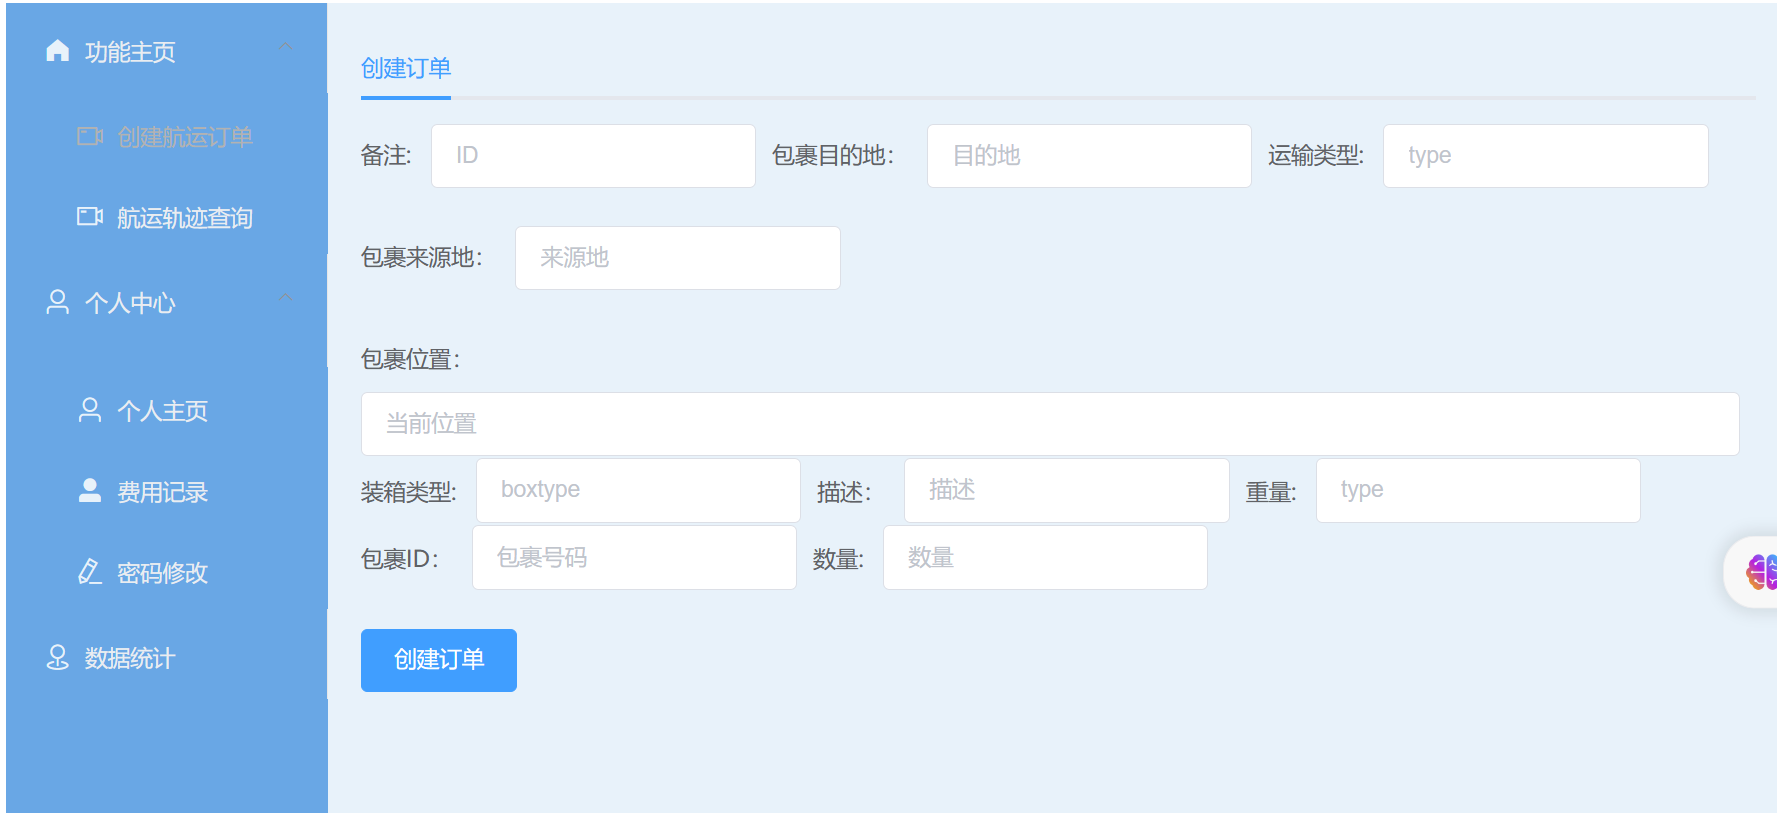 功能主页
创建航运订单
航运轨迹查询
个人中心
个人主页
费用记录
密码修改
数据统计
创建订单
备注: ID 包裹目的地: 目的地 运输类型: type
包裹来源地: 来源地
包裹位置:
当前位置
装箱类型: boxtype 描述: 描述 重量: type
包裹ID: 包裹号码 数量: 数量
创建订单